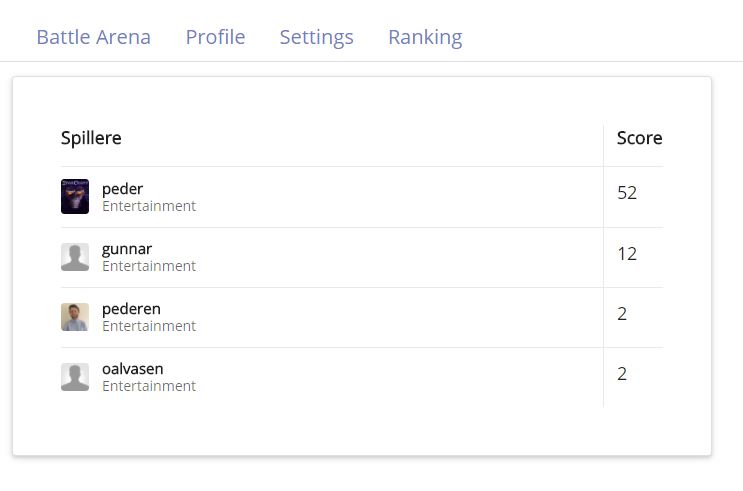 Battle Arena Profile Settings Ranking
Spillere Score
peder
Entertainment
52
gunnar
Entertainment
12
pederen
Entertainment
2
oalvasen
Entertainment
2